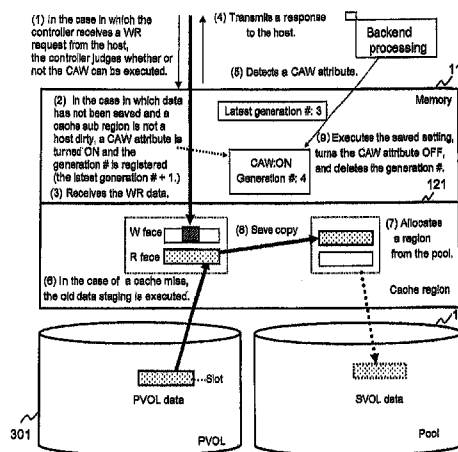 (1) In the case in which the
controller receives a WR
request from the host,
the controller judges whether or
not the CAW can be executed.
(4) Transmits a
response to
the host.
Backend
processing
(5) Detects a CAW attribute.
11
Memory
(2) In the case in which data
has not been saved and a
cache sub region is not a
host dirty, a CAW attribute is
turned ON and the
generation # is registered
(the latest generation # + 1.)
(3) Receives the WR data.
Latest generation #: 3
CAW:ON
Generation #: 4
(9) Executes the saved setting,
turns the CAW attribute OFF,
and deletes the generation #.
121
W face
R face
(8) Save copy
(7) Allocates
a region
from the pool.
(6) In the case of a cache miss,
the old data staging is executed.
Cache region
Slot
PVOL data
SVOL data
301
PVOL
Pool